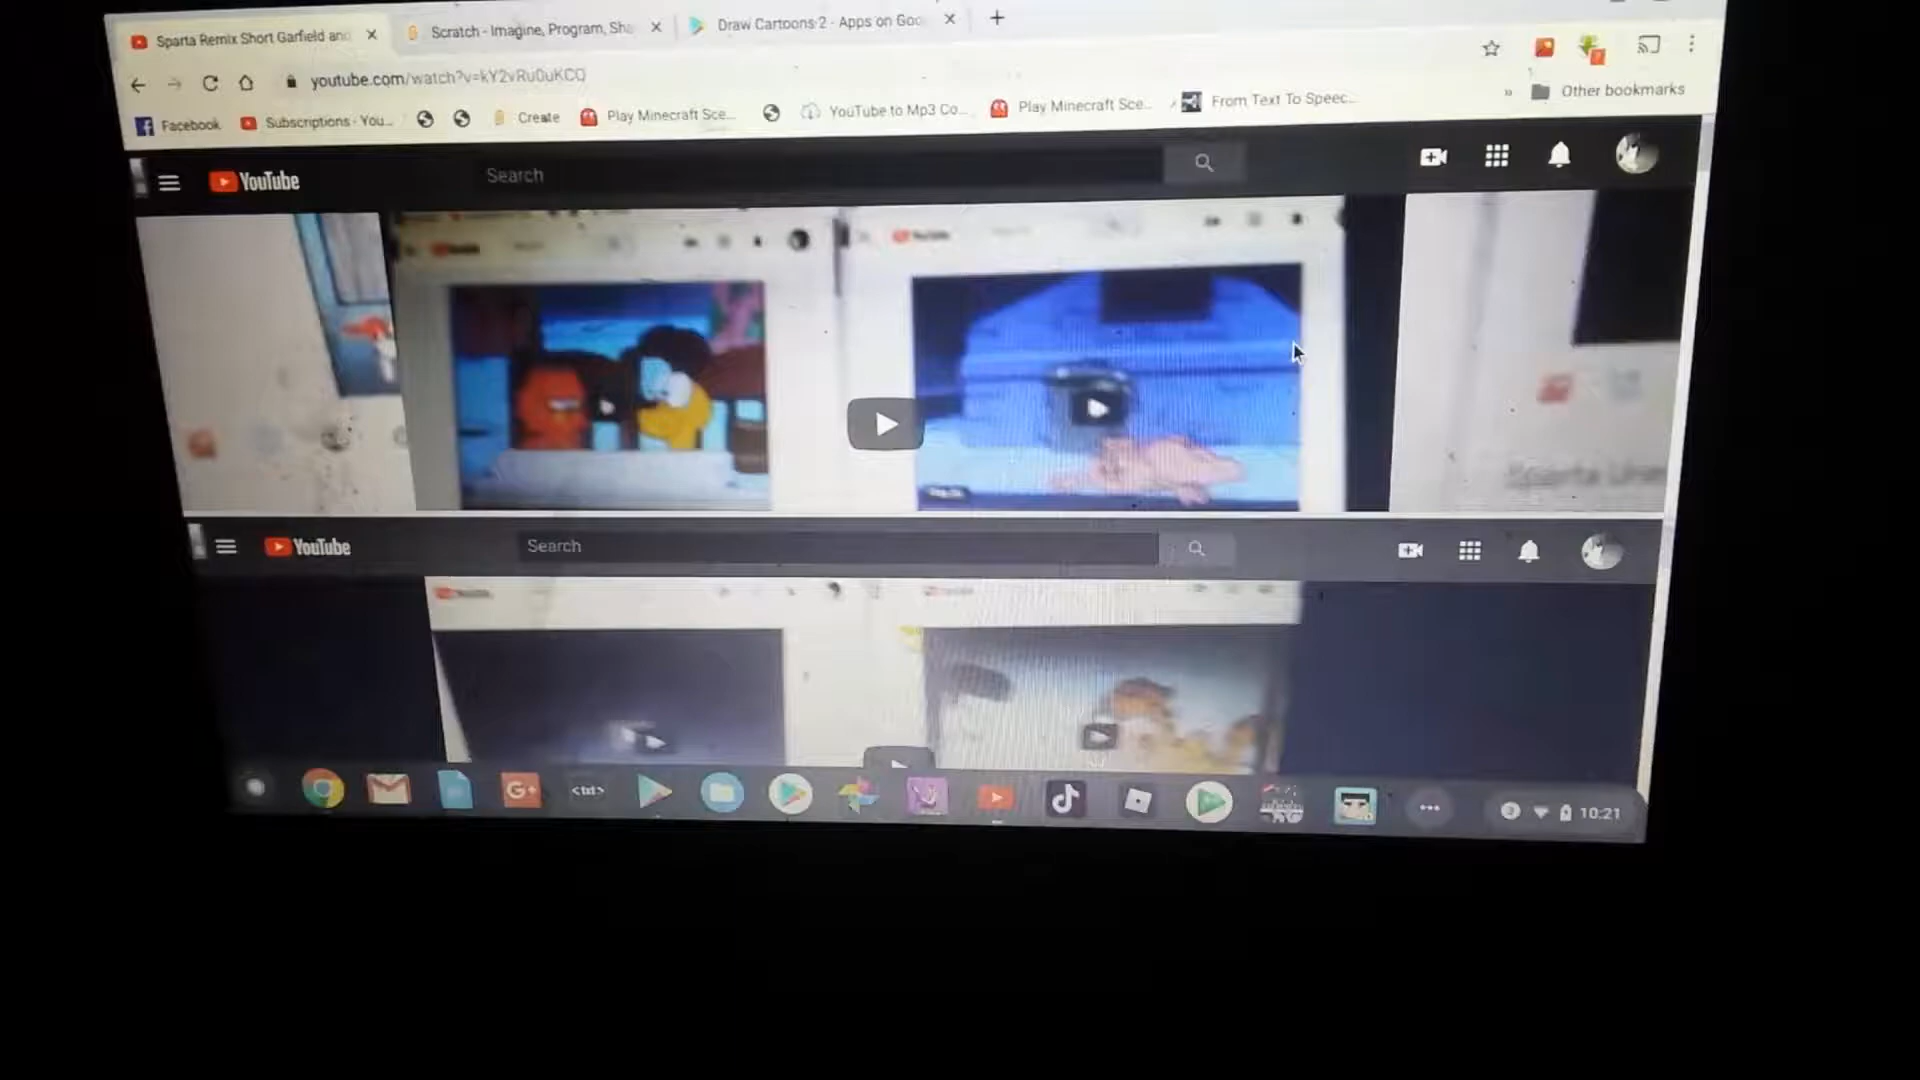 Sparta Remix Short Garfield and
Scratch - Imagine, Program, Sha
Draw Cartoons 2 - Apps on Goo
youtube.com/watch?v=kY2vRu0uKCQ
Facebook
Subscriptions - You...
Create
Play Minecraft Sce...
YouTube to Mp3 Co...
Play Minecraft Sce...
From Text To Speec...
»
Other bookmarks
YouTube
Search
YouTube
Search
G+
<txt>
10:21